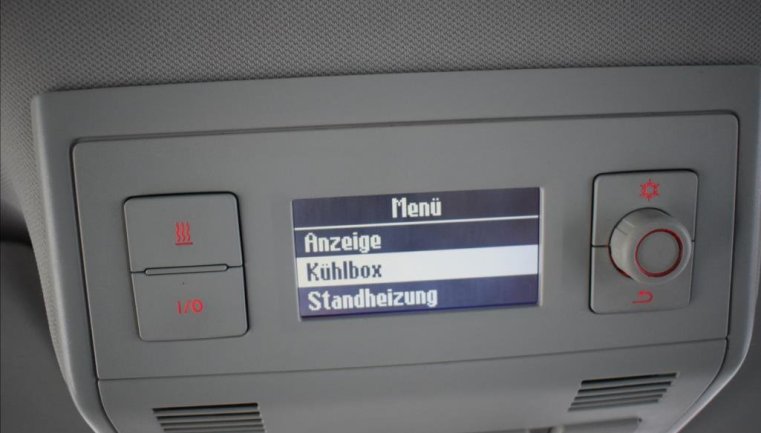 Menü
Anzeige
Kühlbox
Standheizung
I/O